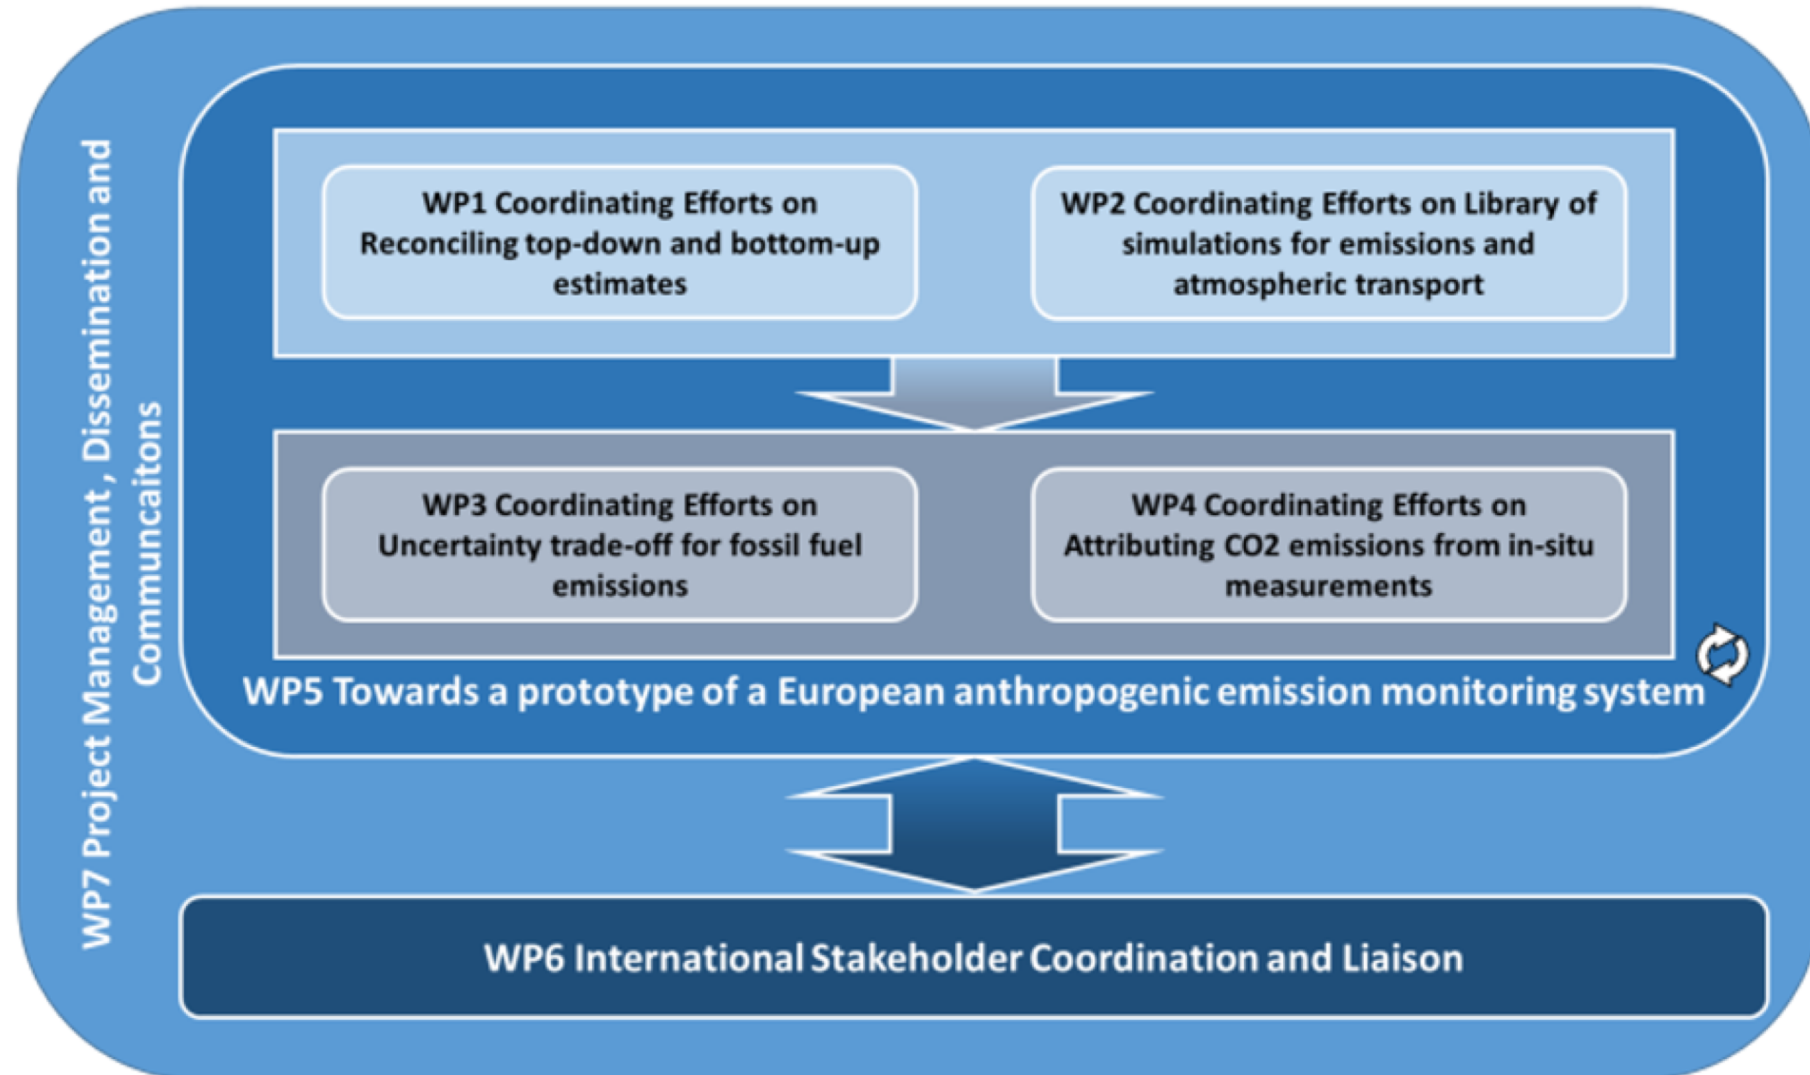 WP7 Project Management, Dissemination and
Communcaitons
WP1 Coordinating Efforts on
Reconciling top-down and bottom-up
estimates
WP2 Coordinating Efforts on Library of
simulations for emissions and
atmospheric transport
WP3 Coordinating Efforts on
Uncertainty trade-off for fossil fuel
emissions
WP4 Coordinating Efforts on
Attributing CO2 emissions from in-situ
measurements
WP5 Towards a prototype of a European anthropogenic emission monitoring system
WP6 International Stakeholder Coordination and Liaison